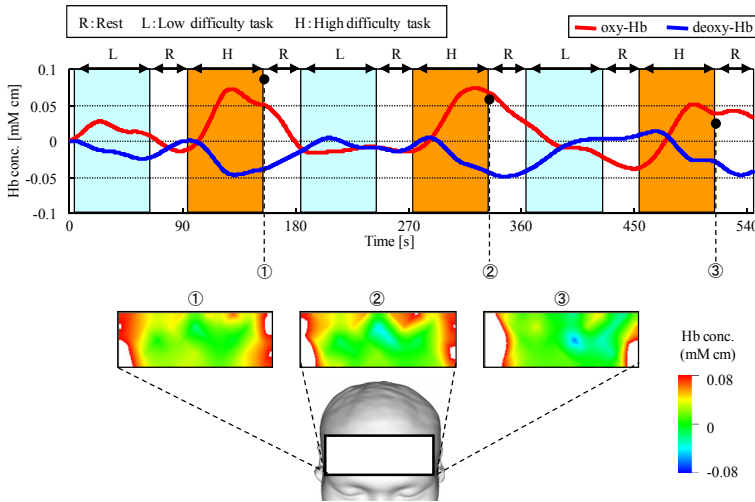 R : Rest L : Low difficulty task H : High difficulty task
oxy-Hb deoxy-Hb
L R H R L R H R L R H R
Hb conc. [mM cm]
0.1
0.05
0
-0.05
-0.1
0 90 180 270 360 450 540
Time [s]
① ② ③
① ② ③
Hb conc.
(mM cm)
0.08
-0.08